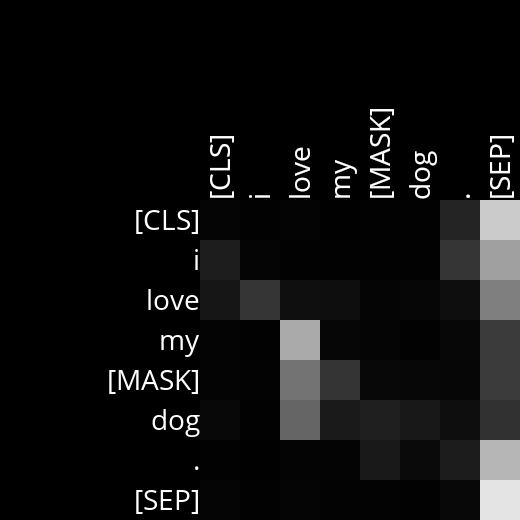 [CLS] i love my [MASK] dog . [SEP]
[CLS]
i
love
my
[MASK]
dog
.
[SEP]